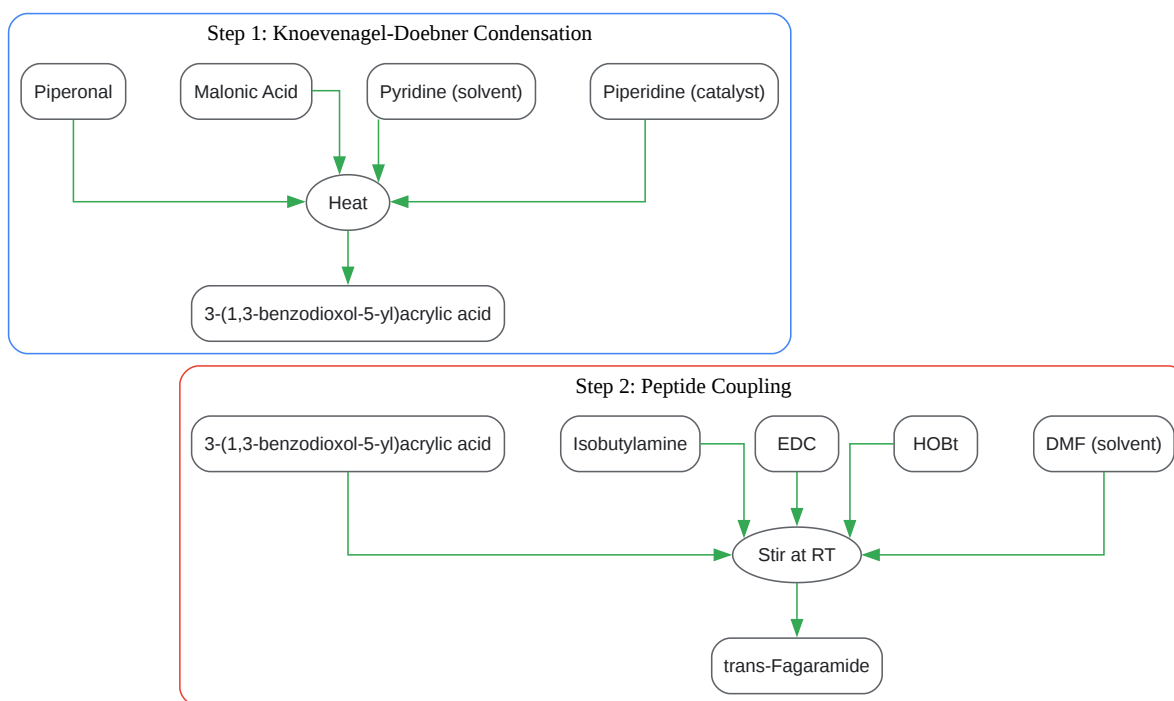 Step 1: Knoevenagel-Doebner Condensation
Piperonal
Malonic Acid
Pyridine (solvent)
Piperidine (catalyst)
Heat
3-(1,3-benzodioxol-5-yl)acrylic acid
Step 2: Peptide Coupling
3-(1,3-benzodioxol-5-yl)acrylic acid
Isobutylamine
EDC
HOBt
DMF (solvent)
Stir at RT
trans-Fagaramide